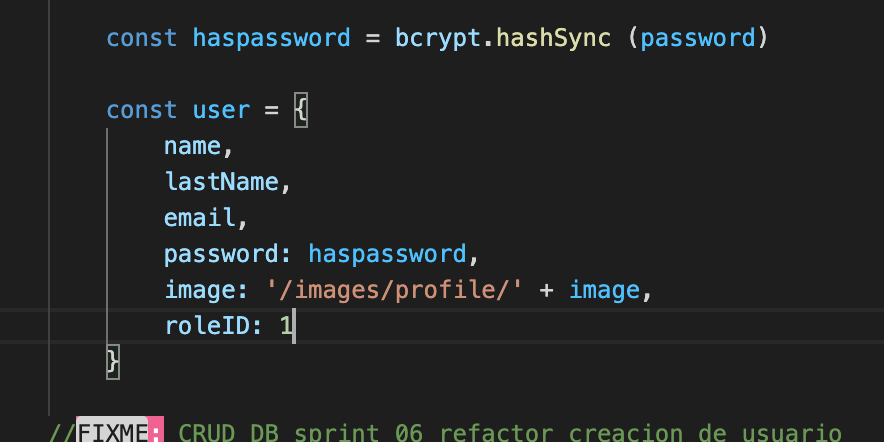 const haspassword = bcrypt.hashSync (password)
const user = {
name,
lastName,
email,
password: haspassword,
image: '/images/profile/' + image,
roleID: 1
}
//FIXME: CRUD DB sprint 06 refactor creacion de usuario